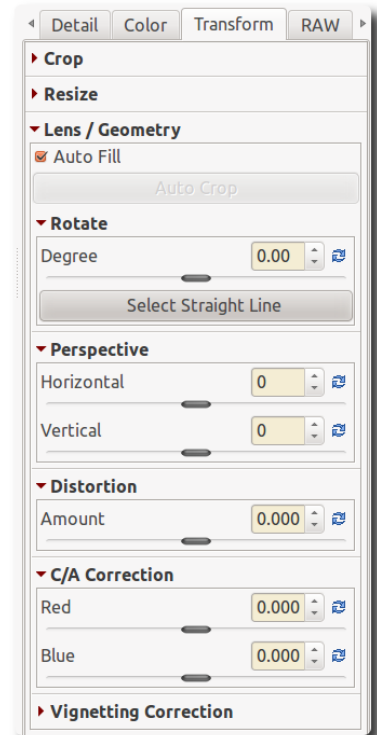 Detail Color Transform RAW
Crop
Resize
Lens / Geometry
Auto Fill
Auto Crop
Rotate
Degree 0.00
Select Straight Line
Perspective
Horizontal 0
Vertical 0
Distortion
Amount 0.000
C/A Correction
Red 0.000
Blue 0.000
Vignetting Correction